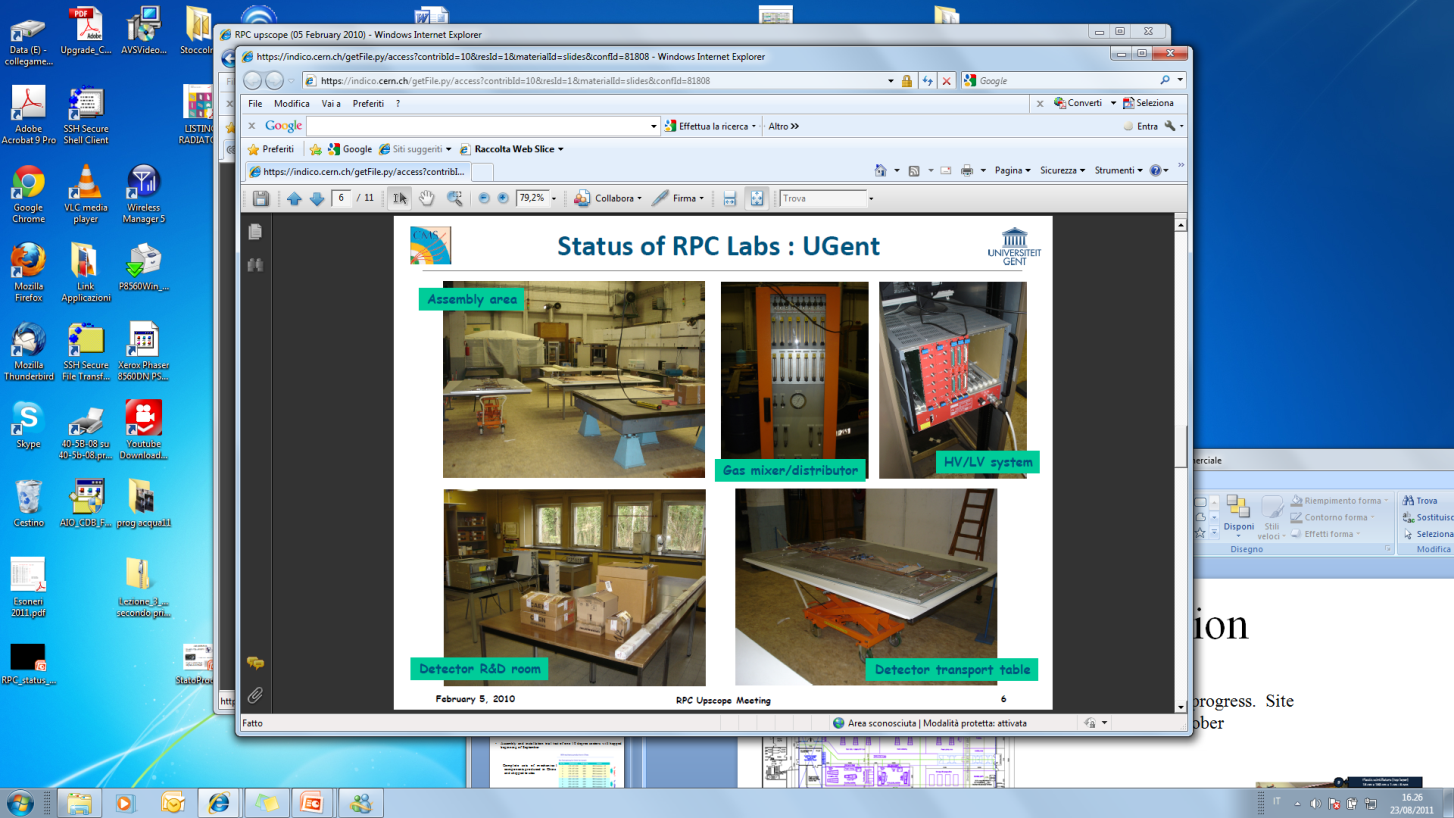 Data (E) -
collegame...
Upgrade_C...
AVSVideo...
Stoccolr
Adobe
Acrobat 9 Pro
SSH Secure
Shell Client
LISTIN
RADIAT
Google
Chrome
VLC media
player
Wireless
Manager 5
Mozilla
Firefox
Link
Applicazioni
P8560Win_...
Mozilla
Thunderbird
SSH Secure
File Transf...
Xerox Phaser
8560DN PS...
Skype
40-5B-08 su
40-5B-08.pr...
Youtube
Download...
Cestino
AIO_CDB_F...
prog acqua11
Esoneri
2011.pdf
Lezione_3_...
secondo pri...
RPC_status_...
StatoPro
RPC upscope (05 February 2010) - Windows Internet Explorer
https://indico.cern.ch/getFile.py/access?contribId=10&resId=1&materialId=slides&confId=81808 - Windows Internet Explorer
https://indico.cern.ch/getFile.py/access?contribId=10&resId=1&materialId=slides&confId=81808
Google
File Modifica Vai a Preferiti ?
x Converti Seleziona
x Google Effettua la ricerca Altro >> Entra
Preferiti Google Siti suggeriti Raccolta Web Slice
https://indico.cern.ch/getFile.py/access?contribI...
Pagina Sicurezza Strumenti
6 / 11 79,2% Collabora Firma Trova
CMS
Status of RPC Labs : UGent
UNIVERSITEIT
GENT
Assembly area
Gas mixer/distributor
HV/LV system
Detector R&D room
Detector transport table
February 5, 2010 RPC Upscope Meeting 6
Fatto
Area sconosciuta | Modalità protetta: attivata
merciale
Disponi
Stili
veloci
Riempimento forma
Contorno forma
Effetti forma
Disegno
Trova
Sostituisc
Seleziona
Modifica
ion
progress. Site
ober
IT
16.26
23/08/2011